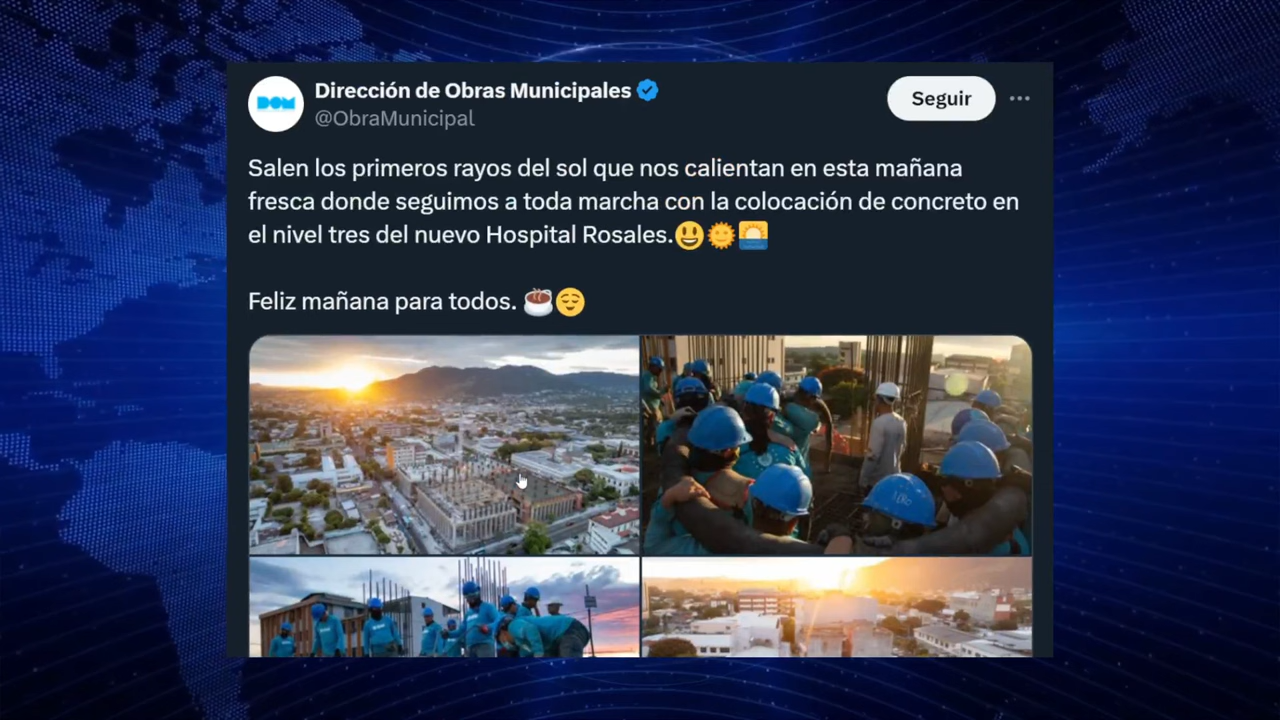 DOM
Dirección de Obras Municipales
@ObraMunicipal
Seguir
Salen los primeros rayos del sol que nos calientan en esta mañana
fresca donde seguimos a toda marcha con la colocación de concreto en
el nivel tres del nuevo Hospital Rosales.😃🌞🌅
Feliz mañana para todos. ☕😌